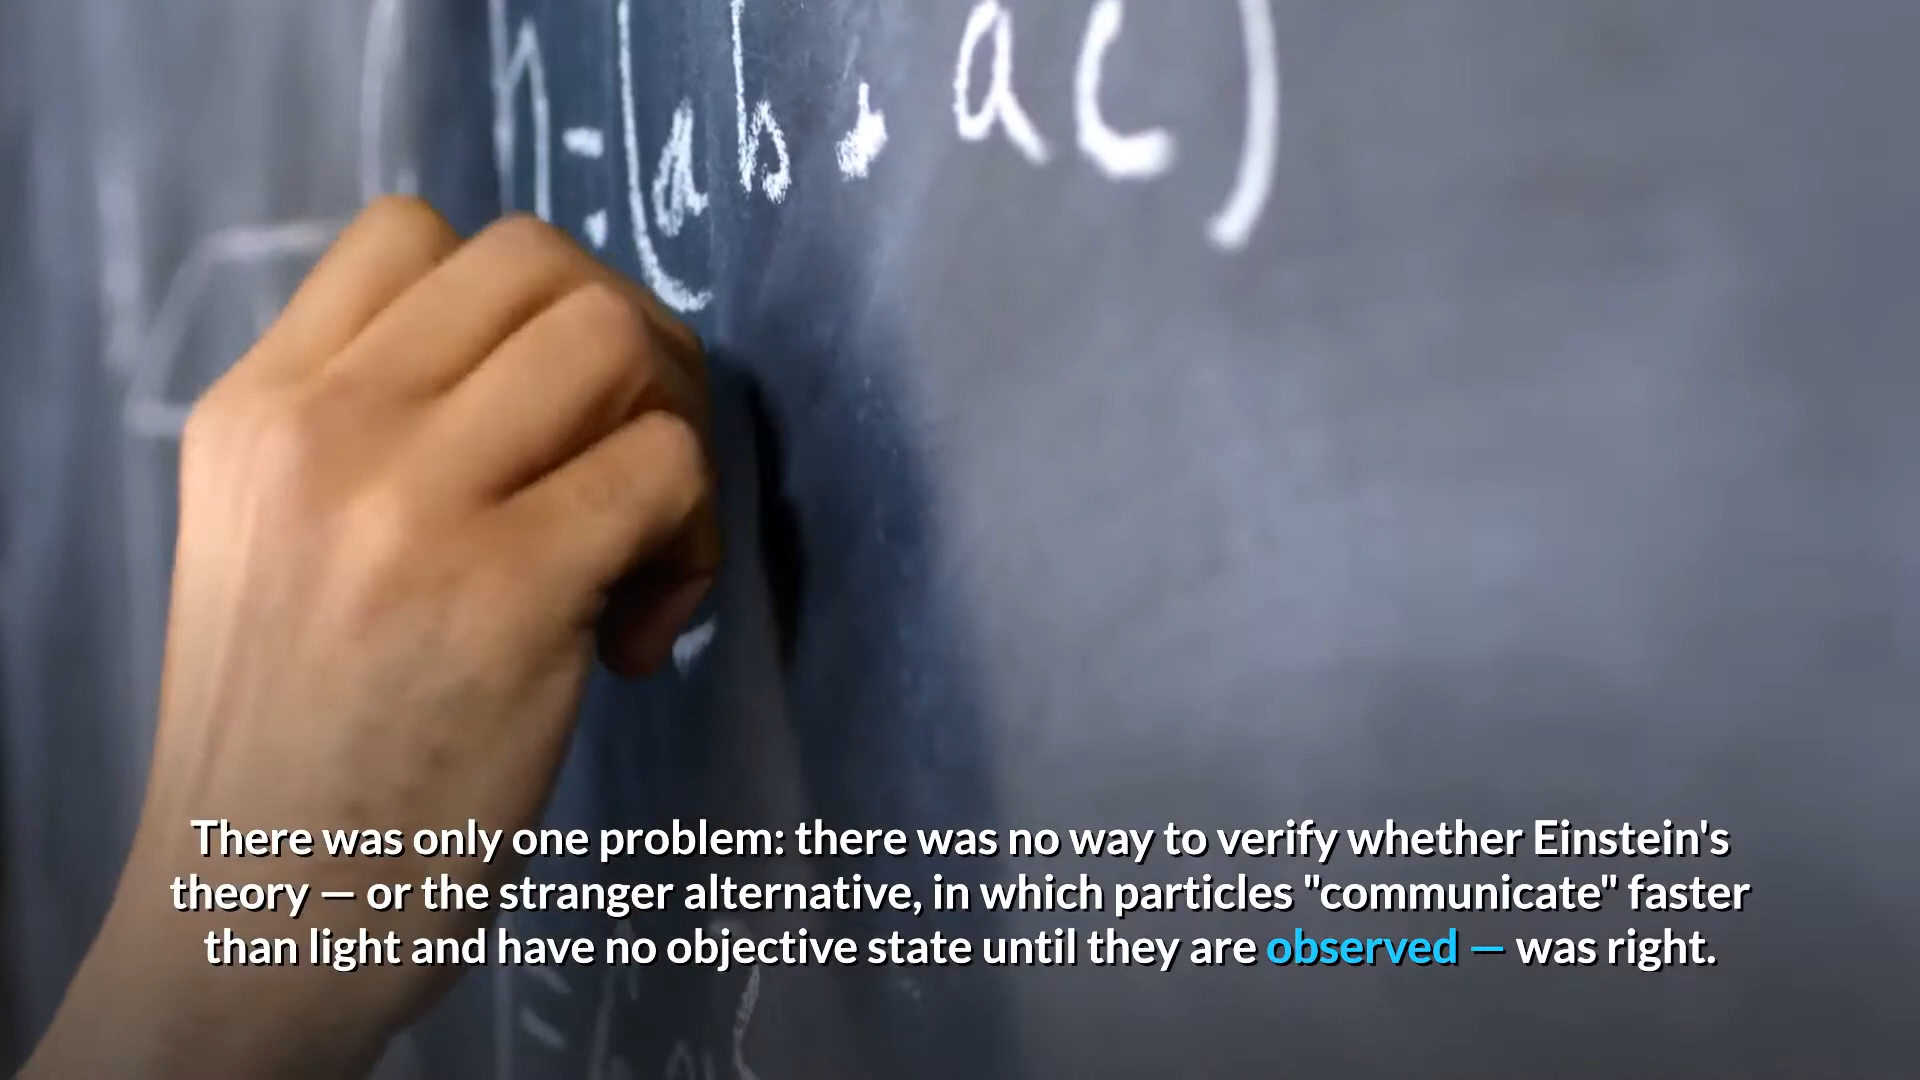 ac)
(ab.
There was only one problem: there was no way to verify whether Einstein's
theory — or the stranger alternative, in which particles "communicate" faster
than light and have no objective state until they are observed — was right.